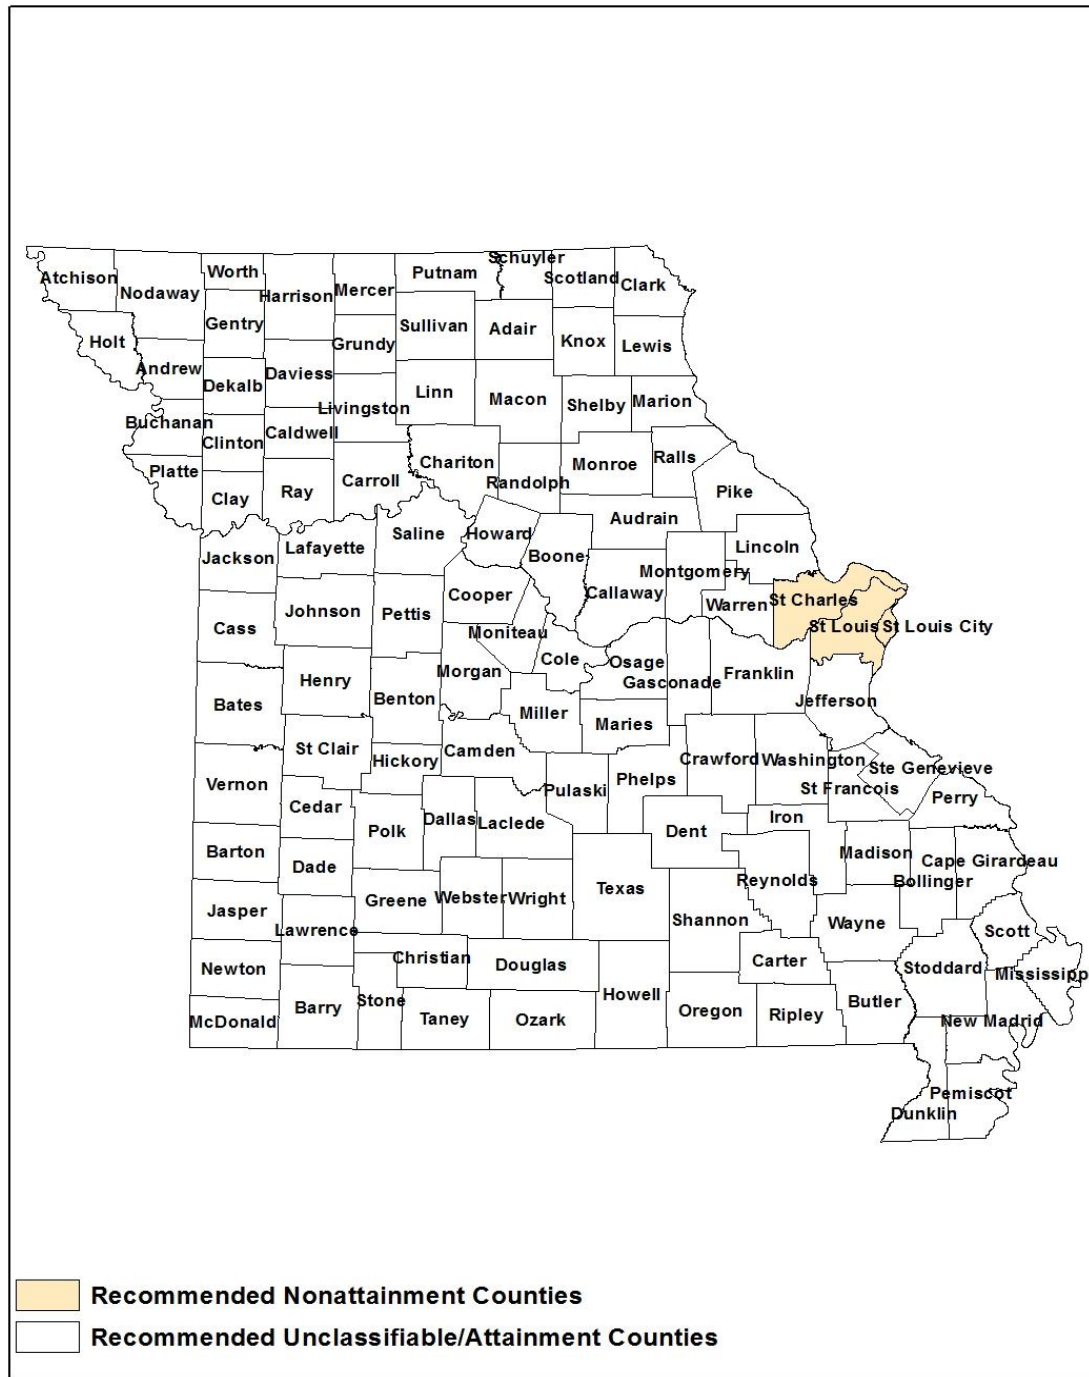 Schuyler
Atchison
Nodaway
Worth
Harrison
Mercer
Putnam
Scotland
Clark
Holt
Gentry
Grundy
Sullivan
Adair
Knox
Lewis
Andrew
Dekalb
Daviess
Livingston
Linn
Macon
Shelby
Marion
Buchanan
Clinton
Caldwell
Platte
Clay
Ray
Carroll
Chariton
Randolph
Monroe
Ralls
Pike
Jackson
Lafayette
Saline
Howard
Boone
Audrain
Lincoln
Cass
Johnson
Pettis
Cooper
Moniteau
Callaway
Montgomery
Warren
St Charles
St Louis
St Louis City
Bates
Henry
Benton
Morgan
Cole
Miller
Osage
Gasconade
Maries
Franklin
Jefferson
Vernon
St Clair
Hickory
Camden
Pulaski
Phelps
Crawford
Washington
St Francois
Ste Genevieve
Perry
Cedar
Polk
Dallas
Laclede
Dent
Iron
Barton
Dade
Madison
Cape Girardeau
Bollinger
Jasper
Lawrence
Greene
Webster
Wright
Texas
Shannon
Reynolds
Wayne
Scott
Newton
Christian
Douglas
Carter
Stoddard
Mississipp
McDonald
Barry
Stone
Taney
Ozark
Howell
Oregon
Ripley
Butler
New Madrid
Pemiscot
Dunklin
Recommended Nonattainment Counties
Recommended Unclassifiable/Attainment Counties